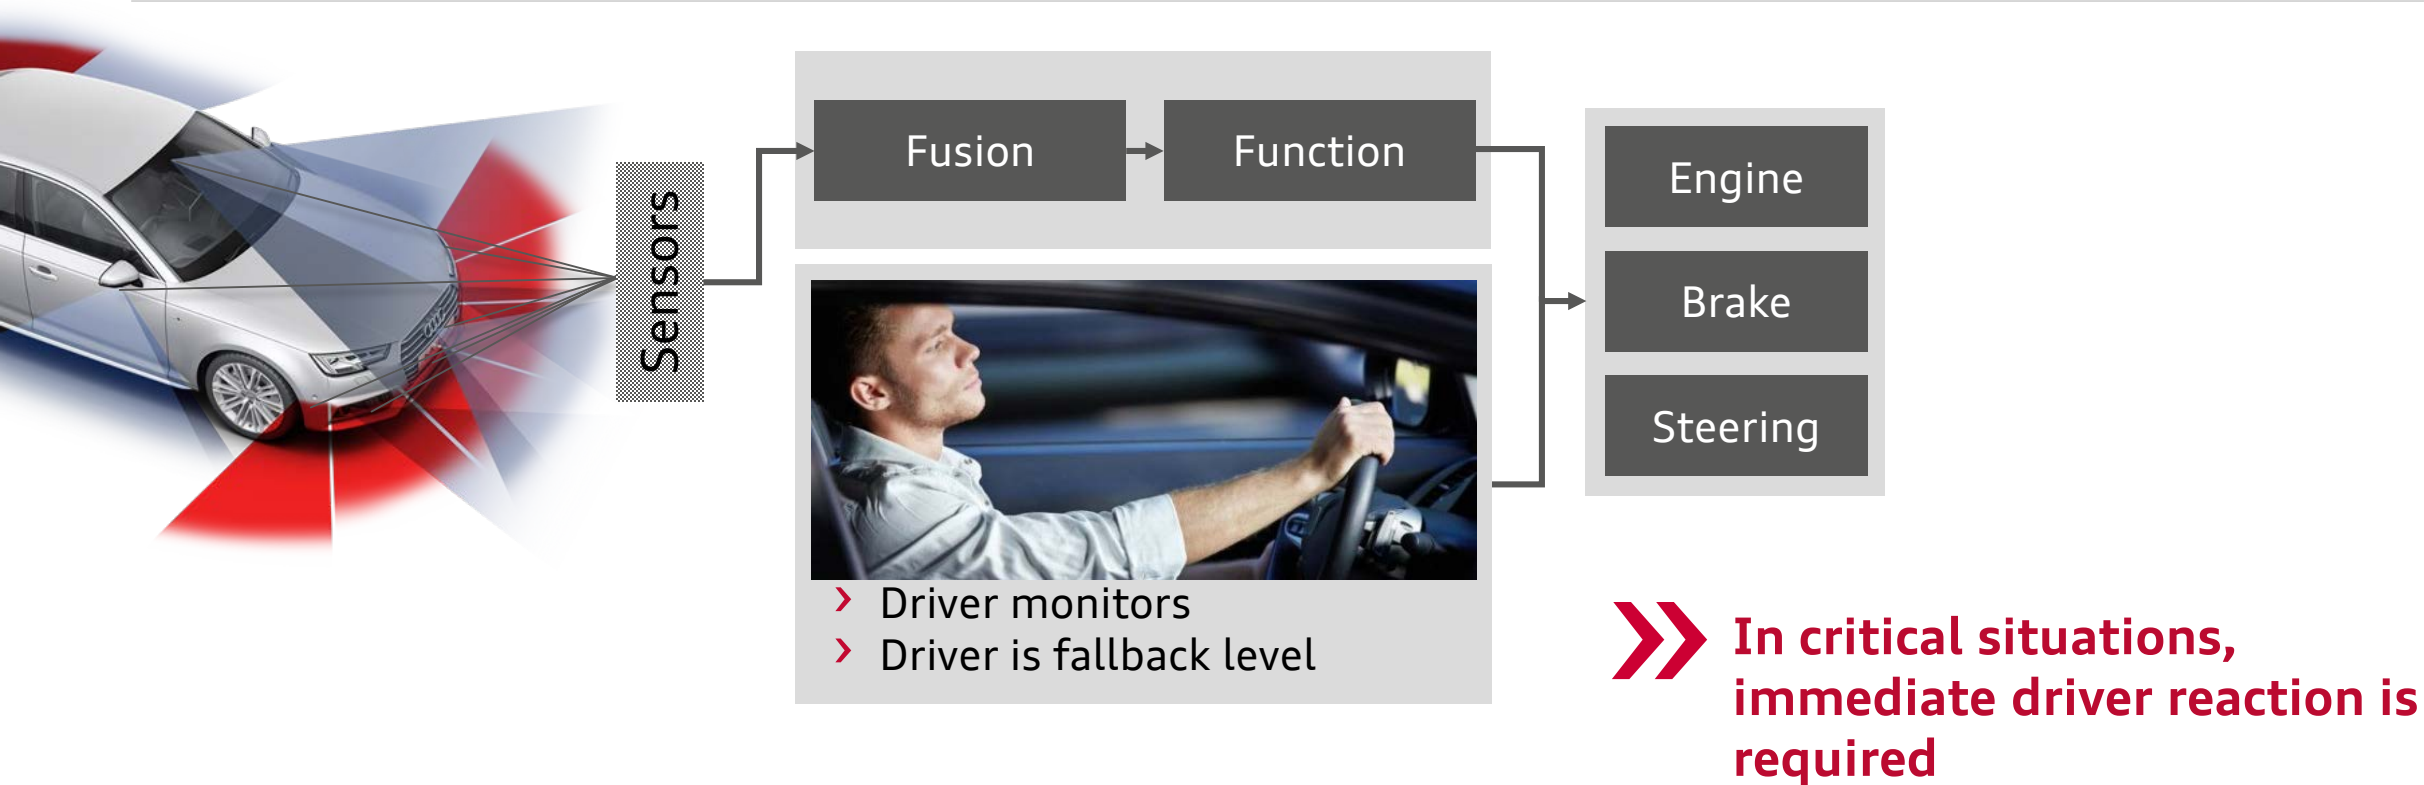 Sensors
Fusion
Function
Engine
Brake
Steering
Driver monitors
Driver is fallback level
In critical situations,
immediate driver reaction is
required